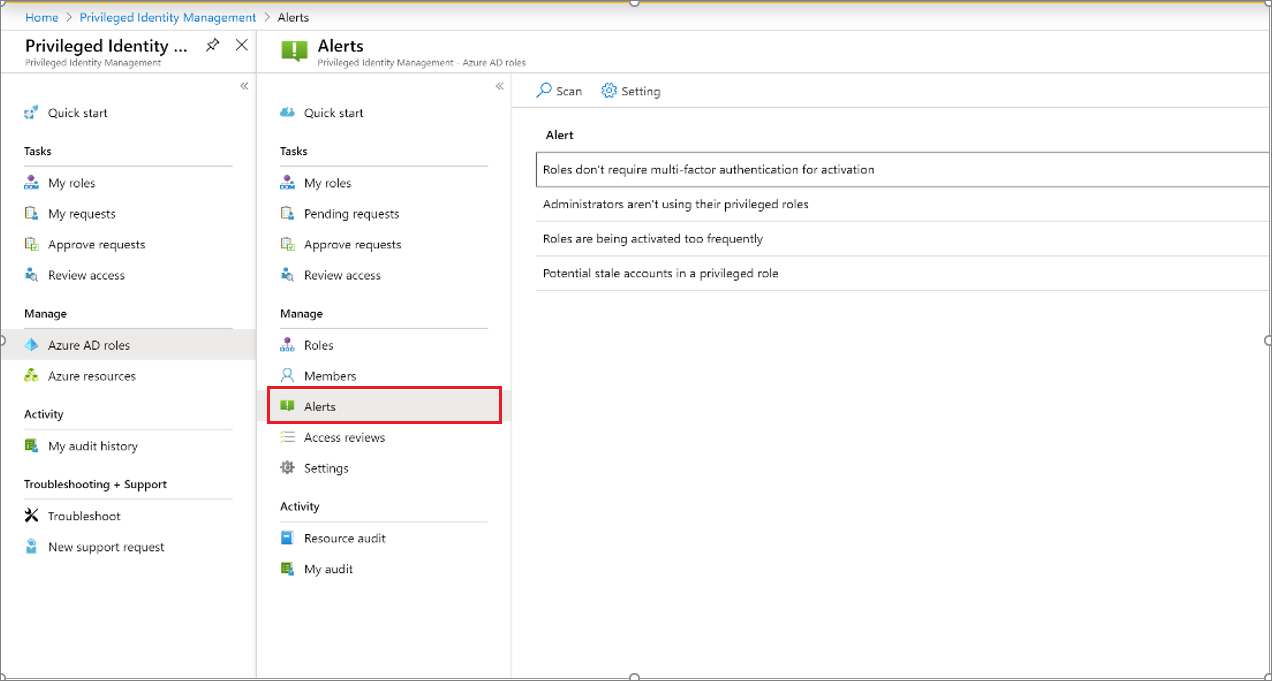 Home > Privileged Identity Management > Alerts
Privileged Identity ...
Privileged Identity Management
Quick start
Tasks
My roles
My requests
Approve requests
Review access
Manage
Azure AD roles
Azure resources
Activity
My audit history
Troubleshooting + Support
Troubleshoot
New support request
Alerts
Privileged Identity Management - Azure AD roles
Quick start
Tasks
My roles
Pending requests
Approve requests
Review access
Manage
Roles
Members
Alerts
Access reviews
Settings
Activity
Resource audit
My audit
Scan Setting
Alert
Roles don't require multi-factor authentication for activation
Administrators aren't using their privileged roles
Roles are being activated too frequently
Potential stale accounts in a privileged role